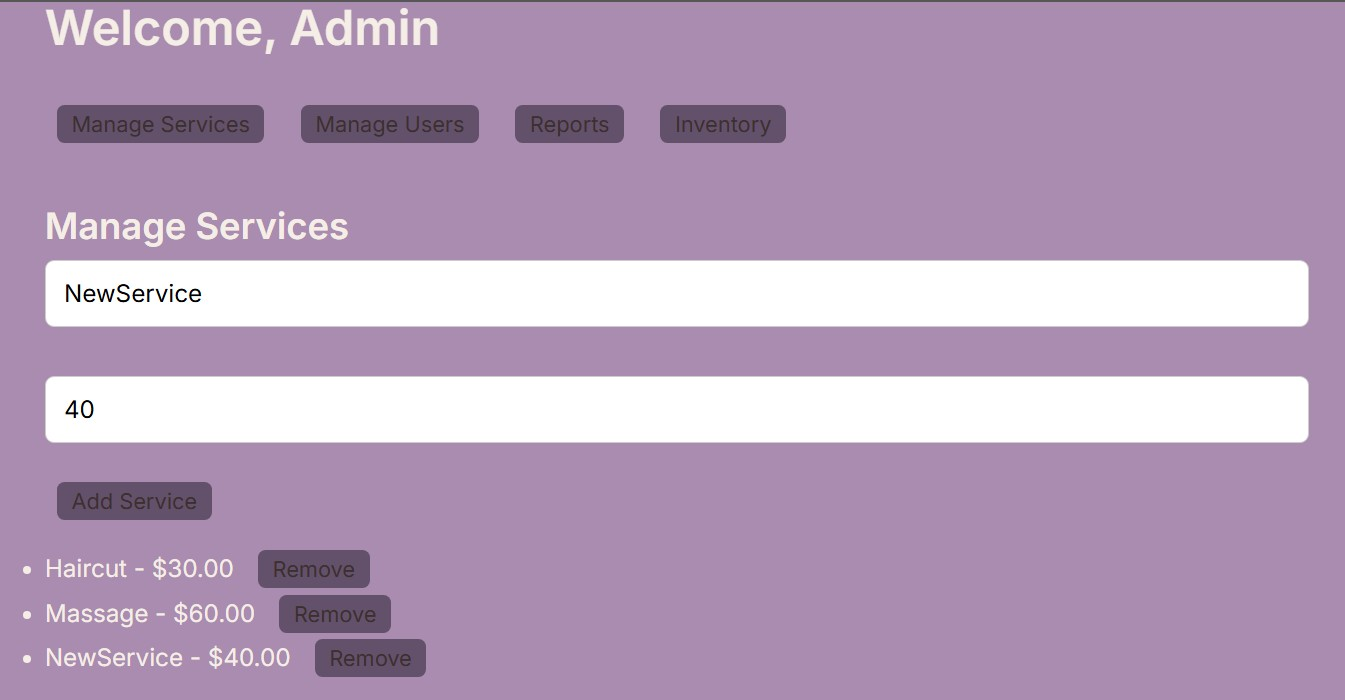 Welcome, Admin
Manage Services Manage Users Reports Inventory
Manage Services
NewService
40
Add Service
• Haircut - $30.00 Remove
• Massage - $60.00 Remove
• NewService - $40.00 Remove